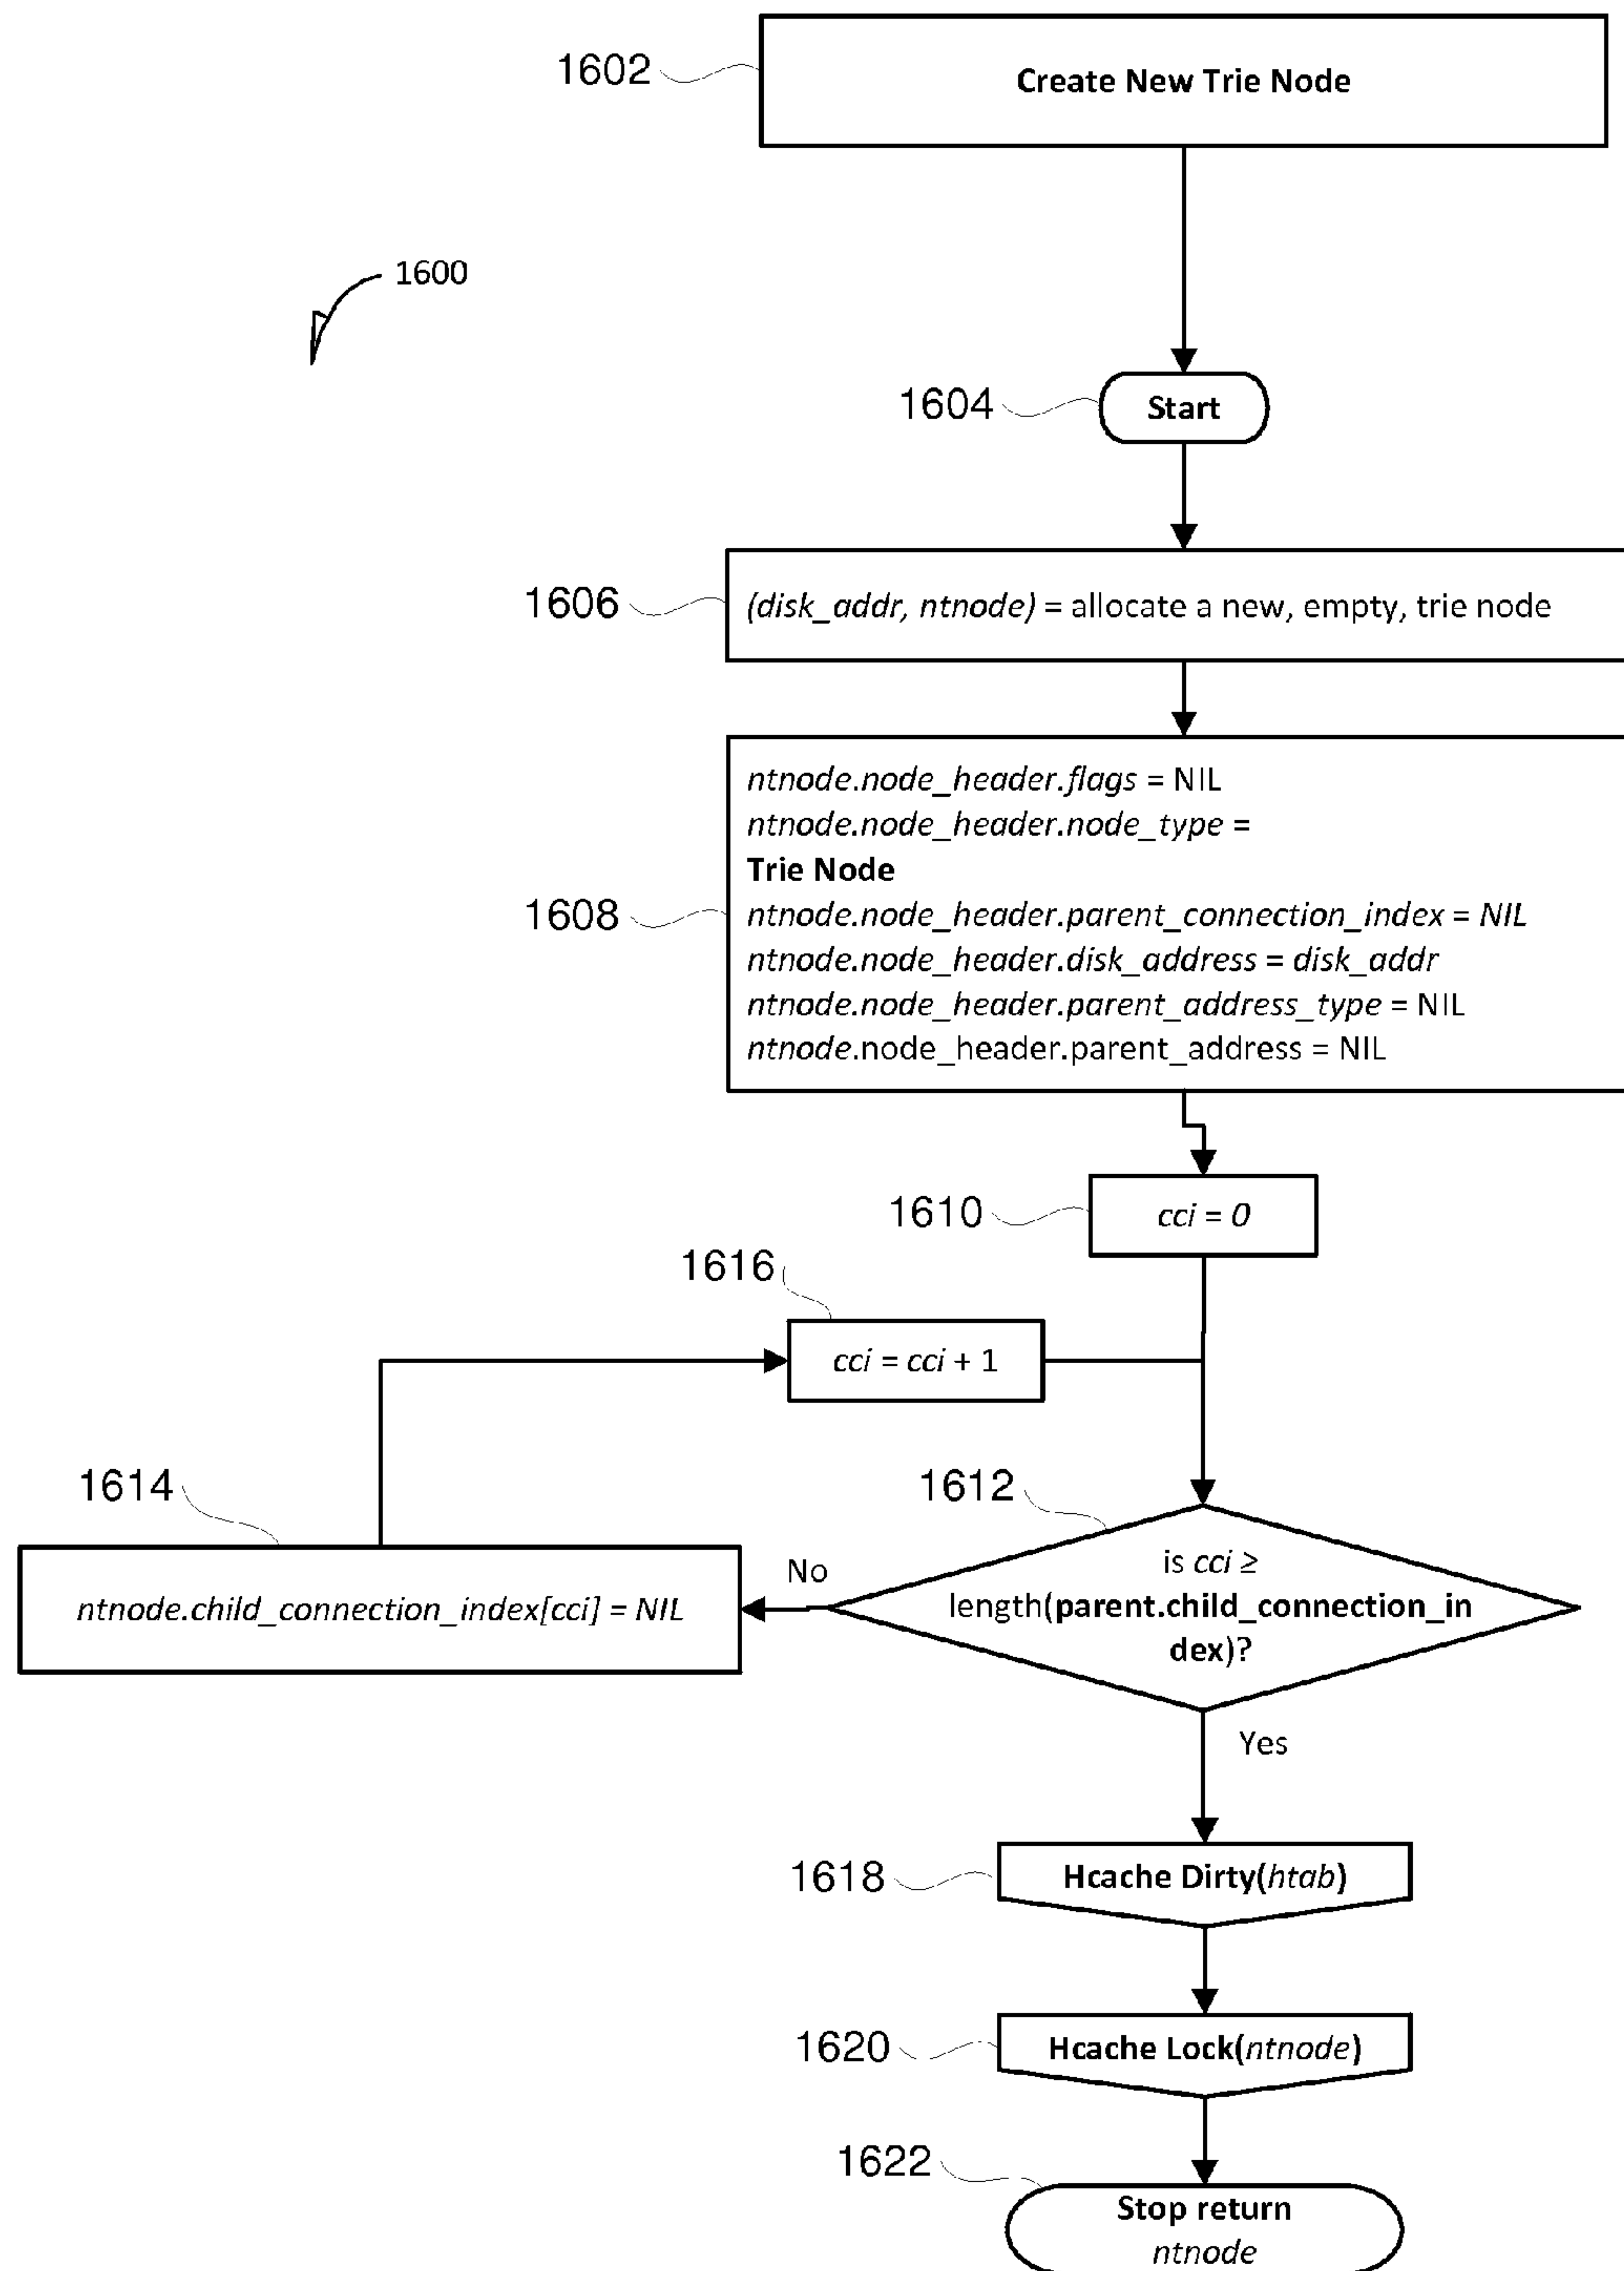 1602
Create New Trie Node
1600
1604
Start
1606
(disk_addr, ntnode) = allocate a new, empty, trie node
1608
ntnode.node_header.flags = NIL
ntnode.node_header.node_type =
Trie Node
ntnode.node_header.parent_connection_index = NIL
ntnode.node_header.disk_address = disk_addr
ntnode.node_header.parent_address_type = NIL
ntnode.node_header.parent_address = NIL
1610
cci = 0
1616
cci = cci + 1
1614
ntnode.child_connection_index[cci] = NIL
No
1612
is cci ≥
length(parent.child_connection_in
dex)?
Yes
1618
Hcache Dirty(htab)
1620
Hcache Lock(ntnode)
1622
Stop return
ntnode